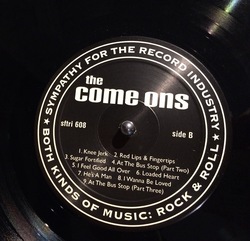 SYMPATHY FOR THE RECORD INDUSTRY
the
come ons
sftri 608
side B
1. Knee Jerk 2. Red Lips & Fingertips
3. Sugar Fortified 4. At The Bus Stop (Part Two)
5. I Feel Good All Over 6. Loaded Heart
7. He's A Man 8. I Wanna Be Loved
9. At The Bus Stop (Part Three)
BOTH KINDS OF MUSIC: ROCK & ROLL